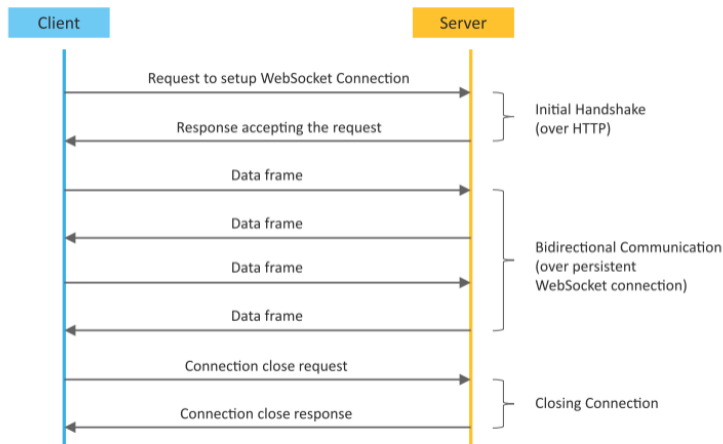 Client
Server
Request to setup WebSocket Connection
Initial Handshake
(over HTTP)
Response accepting the request
Data frame
Data frame
Bidirectional Communication
(over persistent
WebSocket connection)
Data frame
Data frame
Connection close request
Closing Connection
Connection close response